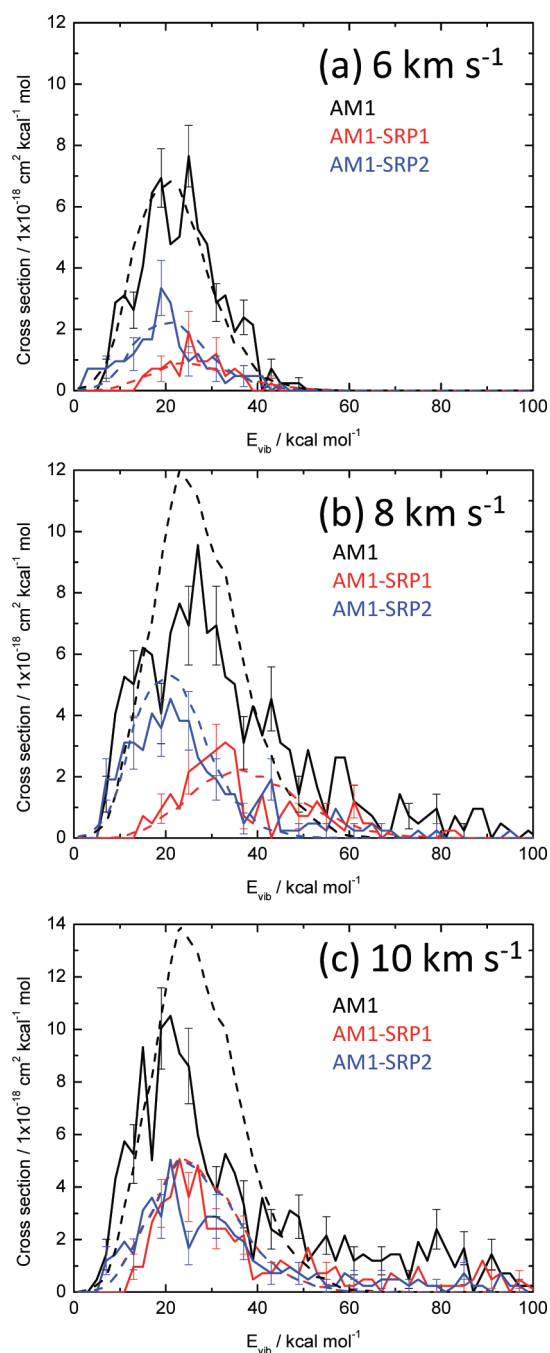 12
10
8
6
4
2
0
Cross section / 1x10⁻¹⁸ cm² kcal⁻¹ mol
(a) 6 km s⁻¹
AM1
AM1-SRP1
AM1-SRP2
0 20 40 60 80 100
E_vib / kcal mol⁻¹
12
10
8
6
4
2
0
Cross section / 1x10⁻¹⁸ cm² kcal⁻¹ mol
(b) 8 km s⁻¹
AM1
AM1-SRP1
AM1-SRP2
0 20 40 60 80 100
E_vib / kcal mol⁻¹
14
12
10
8
6
4
2
0
Cross section / 1x10⁻¹⁸ cm² kcal⁻¹ mol
(c) 10 km s⁻¹
AM1
AM1-SRP1
AM1-SRP2
0 20 40 60 80 100
E_vib / kcal mol⁻¹